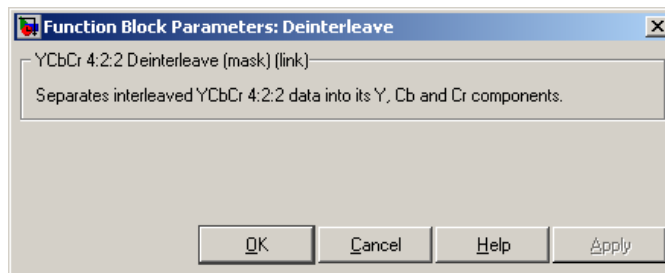 Function Block Parameters: Deinterleave
YCbCr 4:2:2 Deinterleave (mask) (link)
Separates interleaved YCbCr 4:2:2 data into its Y, Cb and Cr components.
OK Cancel Help Apply